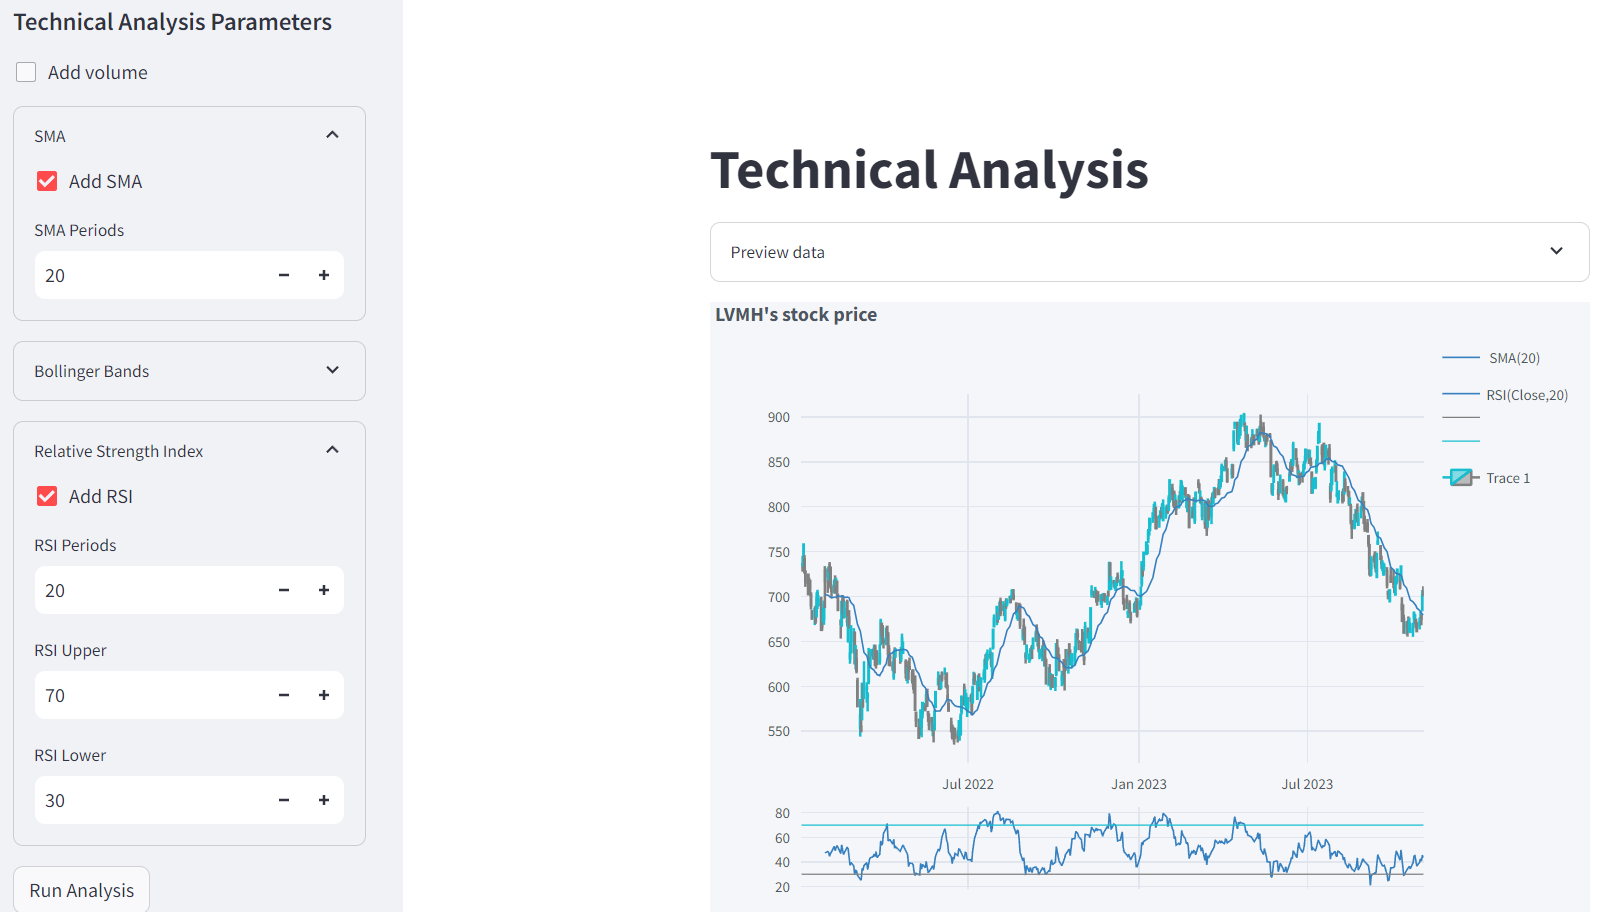 Technical Analysis Parameters
Add volume
SMA
Add SMA
SMA Periods
20
Bollinger Bands
Relative Strength Index
Add RSI
RSI Periods
20
RSI Upper
70
RSI Lower
30
Run Analysis
Technical Analysis
Preview data
LVMH's stock price
SMA(20)
RSI(Close,20)
Trace 1
900
850
800
750
700
650
600
550
Jul 2022 Jan 2023 Jul 2023
80
60
40
20